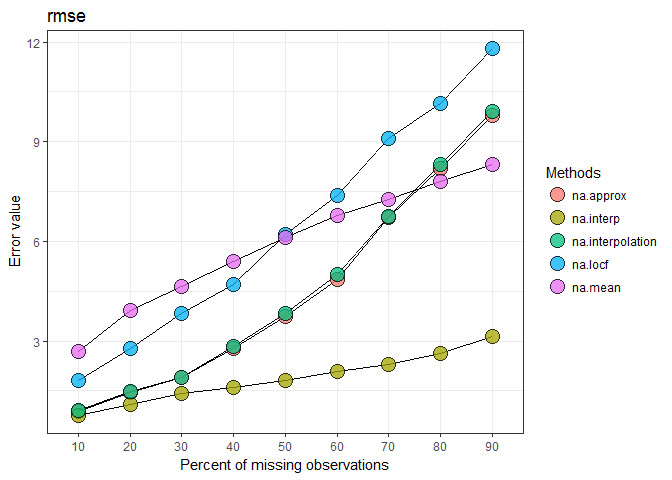 rmse
12
9
6
3
Error value
10 20 30 40 50 60 70 80 90
Percent of missing observations
Methods
na.approx
na.interp
na.interpolation
na.locf
na.mean